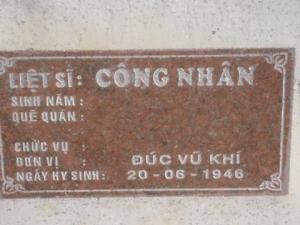 LIỆT SĨ: CÔNG NHÂN
SINH NĂM :
QUÊ QUÁN :
CHỨC VỤ :
ĐƠN VỊ : ĐÚC VŨ KHÍ
NGÀY HY SINH: 20-06-1946